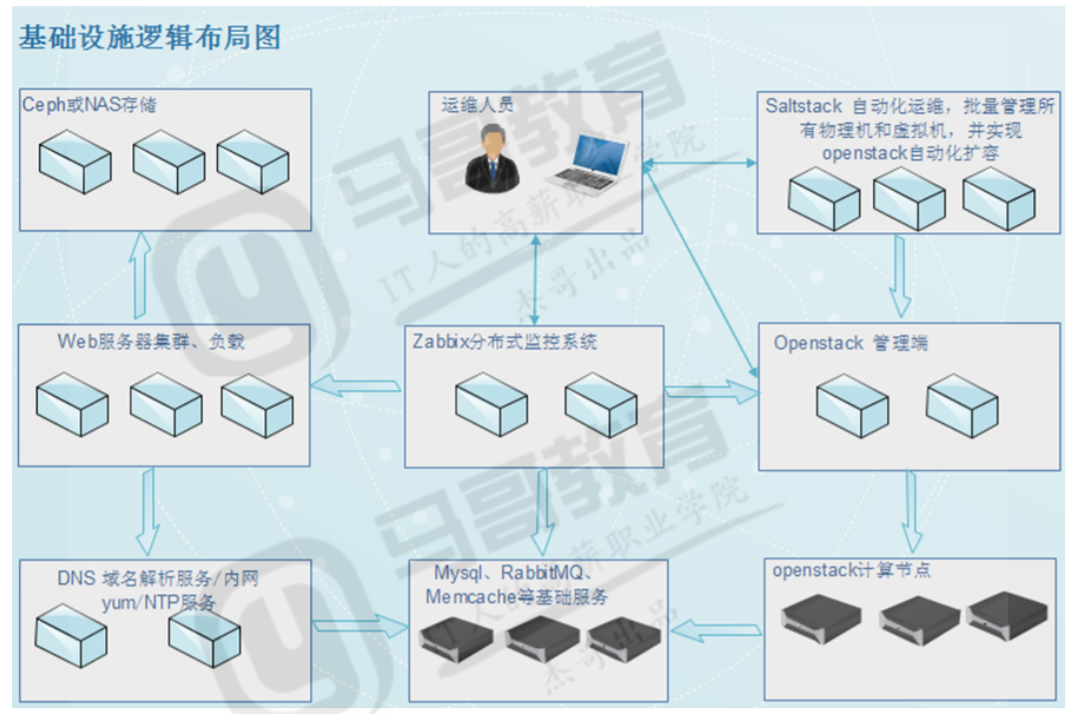 基础设施逻辑布局图
Ceph或NAS存储
运维人员
Saltstack 自动化运维，批量管理所
有物理机和虚拟机，并实现
openstack自动化扩容
Web服务器集群、负载
Zabbix分布式监控系统
Openstack 管理端
DNS 域名解析服务/内网
yum/NTP服务
Mysql、RabbitMQ、
Memcache等基础服务
openstack计算节点
马哥教育
IT人的高薪职业学院
杰哥出品
马哥教育
IT人的高薪职业学院
杰哥出品